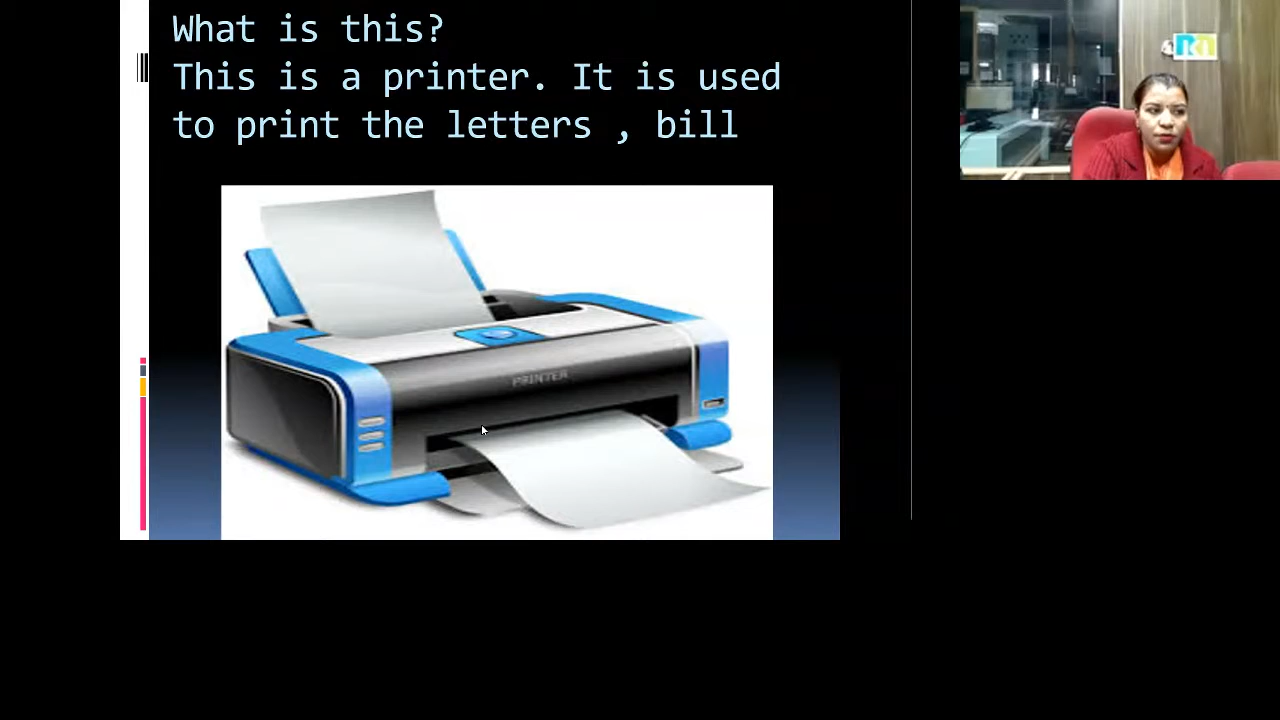 What is this?
This is a printer. It is used
to print the letters , bill
PRINTER